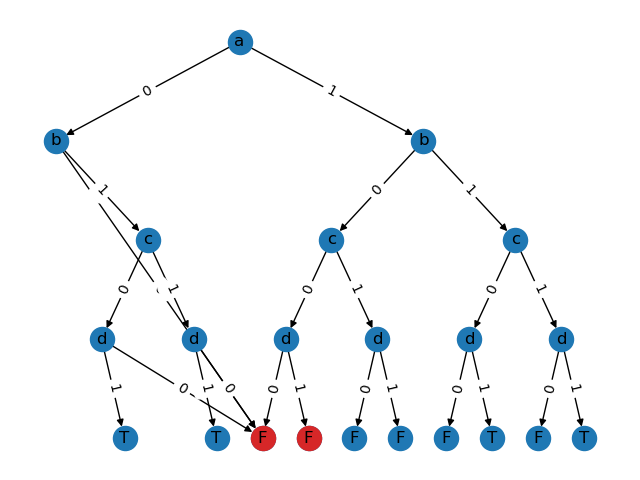 a
0 1
b b
1 0 1
c c c
0 1 0 1 0 1
d d d d d d
1 0 1 0 0 1 0 1 0 1 0 1
T T F F F F F T F T